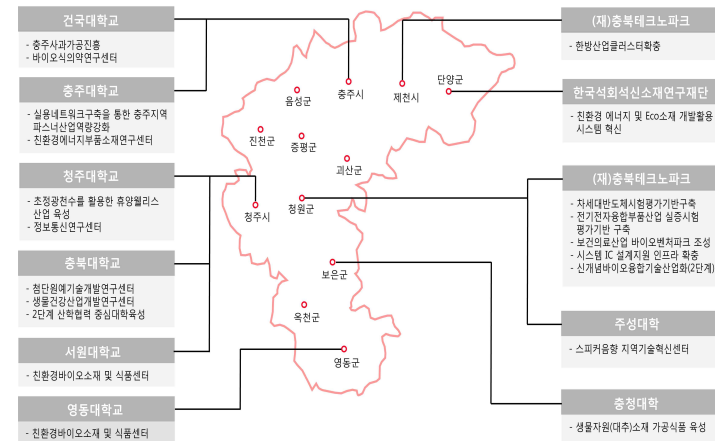 건국대학교
- 충주사과가공진흥
- 바이오식의약연구센터
충주대학교
- 실용네트워크구축을 통한 충주지역
파스너산업역량강화
- 친환경에너지부품소재연구센터
청주대학교
- 초정광천수를 활용한 휴양웰리스
산업 육성
- 정보통신연구센터
충북대학교
- 첨단원예기술개발연구센터
- 생물건강산업개발연구센터
- 2단계 산학협력 중심대학육성
서원대학교
- 친환경바이오소재 및 식품센터
영동대학교
- 친환경바이오소재 및 식품센터
음성군
충주시
제천시
단양군
진천군
증평군
괴산군
청주시
청원군
보은군
옥천군
영동군
(재)충북테크노파크
- 한방산업클러스터확충
한국석회석신소재연구재단
- 친환경 에너지 및 Eco소재 개발활용
시스템 혁신
(재)충북테크노파크
- 차세대반도체시험평가기반구축
- 전기전자융합부품산업 실증시험
평가기반 구축
- 보건의료산업 바이오벤처파크 조성
- 시스템 IC 설계지원 인프라 확충
- 신개념바이오융합기술산업화(2단계)
주성대학
- 스피커음향 지역기술혁신센터
충청대학
- 생물자원(대추)소재 가공식품 육성